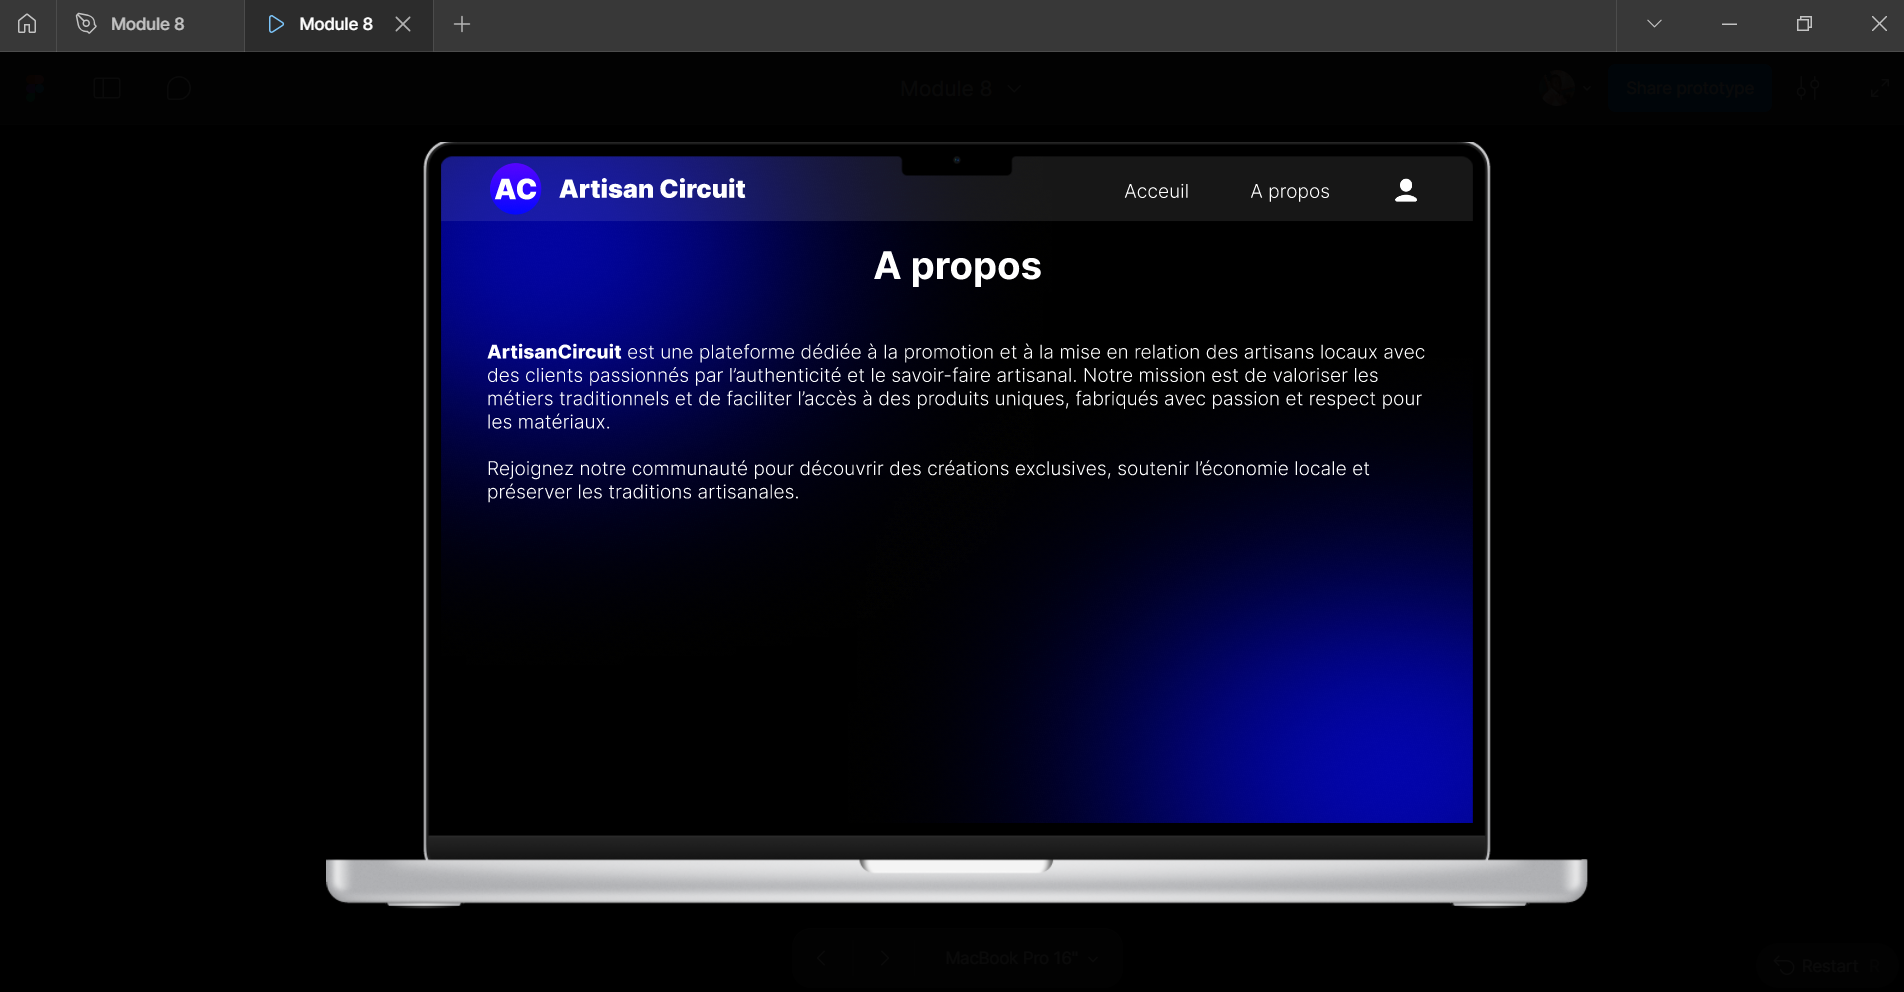 Module 8
Module 8
Module 8
Share prototype
AC Artisan Circuit
Acceuil
A propos
A propos
ArtisanCircuit est une plateforme dédiée à la promotion et à la mise en relation des artisans locaux avec
des clients passionnés par l’authenticité et le savoir-faire artisanal. Notre mission est de valoriser les
métiers traditionnels et de faciliter l’accès à des produits uniques, fabriqués avec passion et respect pour
les matériaux.
Rejoignez notre communauté pour découvrir des créations exclusives, soutenir l’économie locale et
préserver les traditions artisanales.
MacBook Pro 16"
Restart